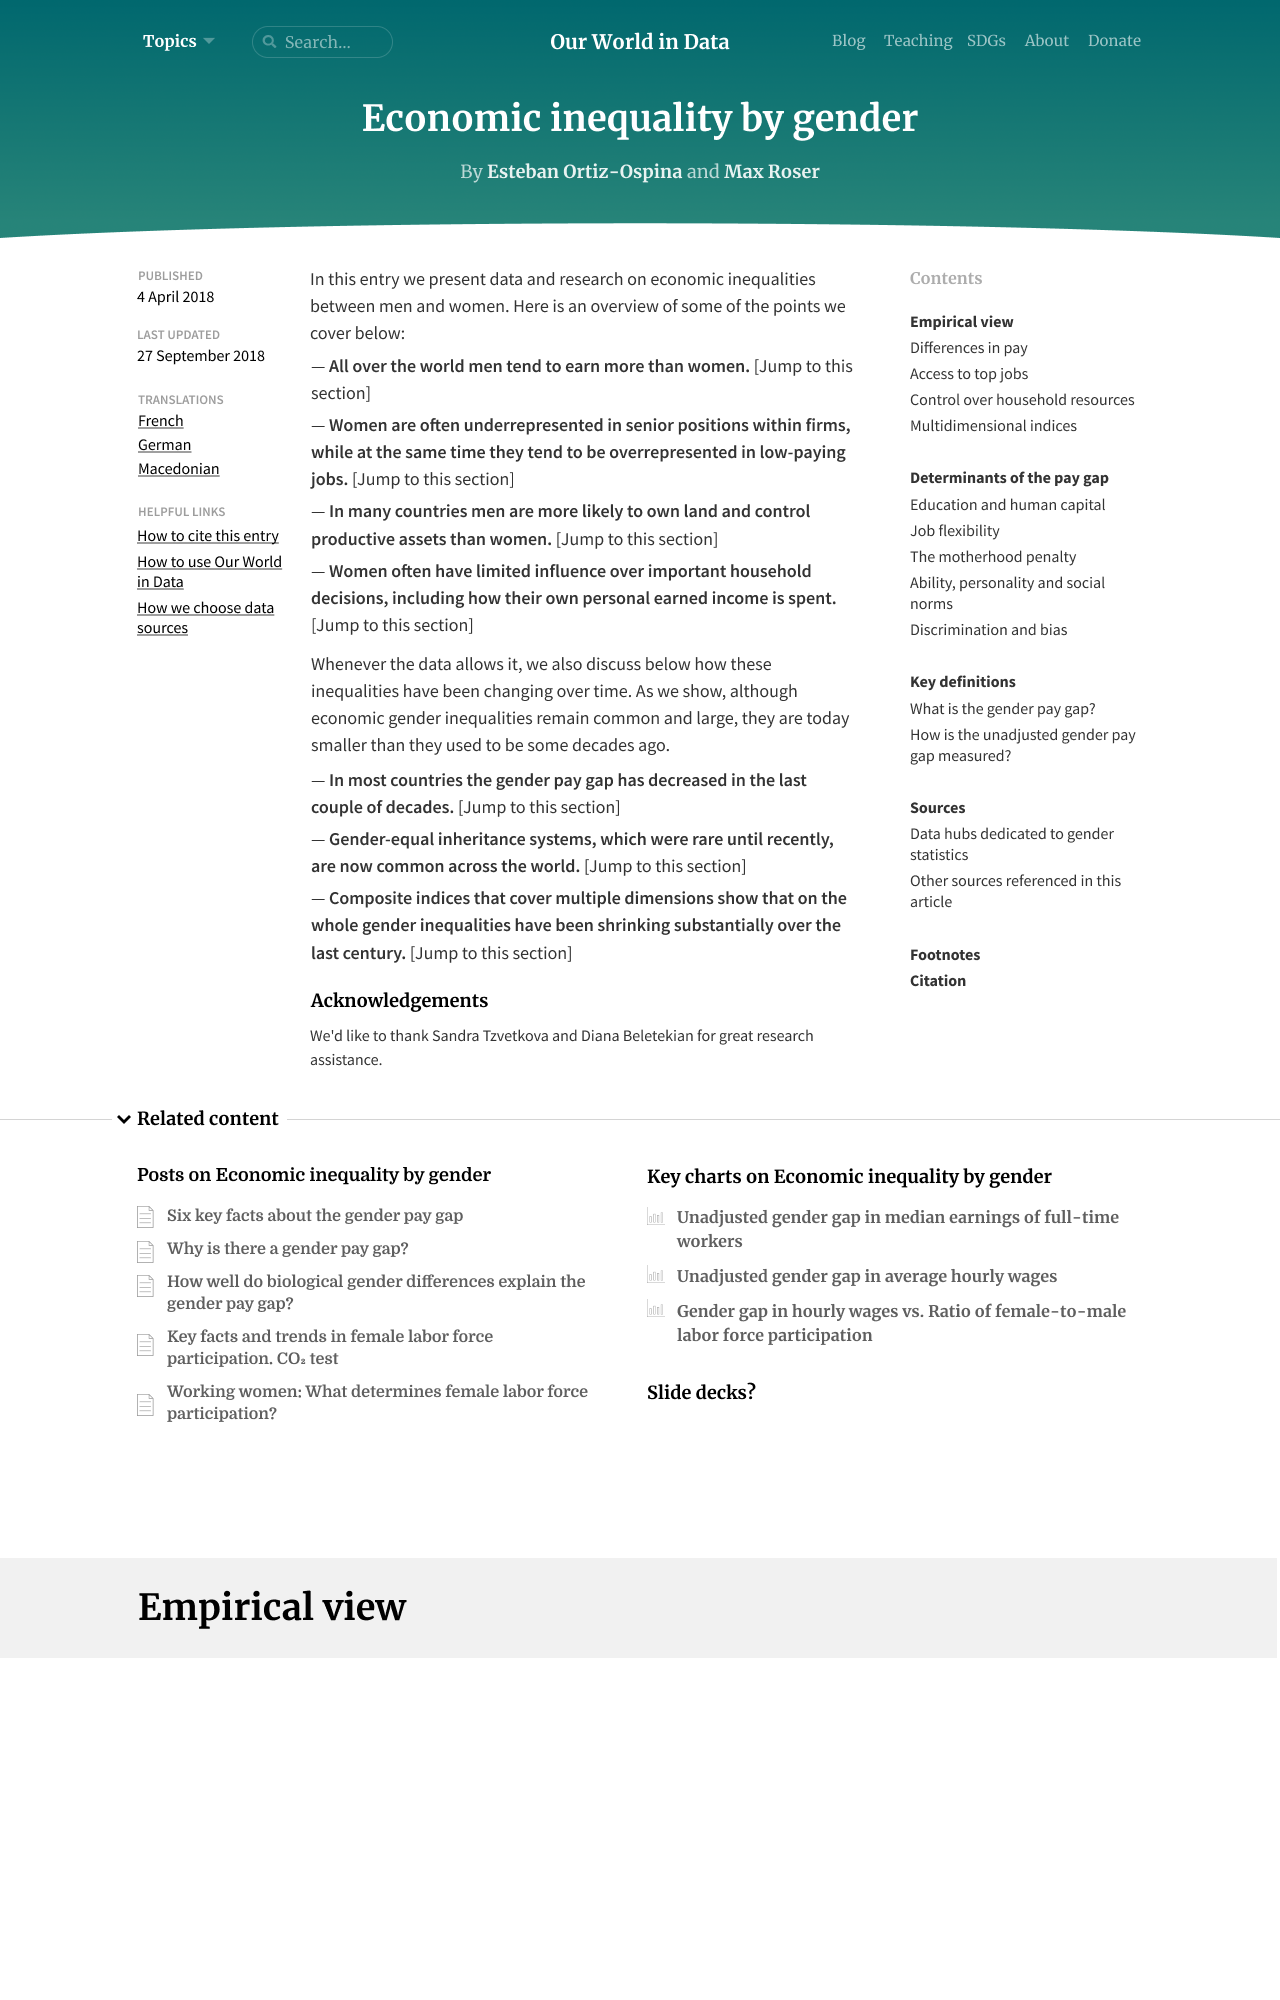 Topics
Search...
Our World in Data
Blog Teaching SDGs About Donate
Economic inequality by gender
By Esteban Ortiz-Ospina and Max Roser
PUBLISHED
4 April 2018
LAST UPDATED
27 September 2018
TRANSLATIONS
French
German
Macedonian
HELPFUL LINKS
How to cite this entry
How to use Our World
in Data
How we choose data
sources
In this entry we present data and research on economic inequalities
between men and women. Here is an overview of some of the points we
cover below:
— All over the world men tend to earn more than women. [Jump to this
section]
— Women are often underrepresented in senior positions within firms,
while at the same time they tend to be overrepresented in low-paying
jobs. [Jump to this section]
— In many countries men are more likely to own land and control
productive assets than women. [Jump to this section]
— Women often have limited influence over important household
decisions, including how their own personal earned income is spent.
[Jump to this section]
Whenever the data allows it, we also discuss below how these
inequalities have been changing over time. As we show, although
economic gender inequalities remain common and large, they are today
smaller than they used to be some decades ago.
— In most countries the gender pay gap has decreased in the last
couple of decades. [Jump to this section]
— Gender-equal inheritance systems, which were rare until recently,
are now common across the world. [Jump to this section]
— Composite indices that cover multiple dimensions show that on the
whole gender inequalities have been shrinking substantially over the
last century. [Jump to this section]
Acknowledgements
We'd like to thank Sandra Tzvetkova and Diana Beletekian for great research
assistance.
Contents
Empirical view
Differences in pay
Access to top jobs
Control over household resources
Multidimensional indices
Determinants of the pay gap
Education and human capital
Job flexibility
The motherhood penalty
Ability, personality and social
norms
Discrimination and bias
Key definitions
What is the gender pay gap?
How is the unadjusted gender pay
gap measured?
Sources
Data hubs dedicated to gender
statistics
Other sources referenced in this
article
Footnotes
Citation
Related content
Posts on Economic inequality by gender
Six key facts about the gender pay gap
Why is there a gender pay gap?
How well do biological gender differences explain the
gender pay gap?
Key facts and trends in female labor force
participation. CO₂ test
Working women: What determines female labor force
participation?
Key charts on Economic inequality by gender
Unadjusted gender gap in median earnings of full-time
workers
Unadjusted gender gap in average hourly wages
Gender gap in hourly wages vs. Ratio of female-to-male
labor force participation
Slide decks?
Empirical view